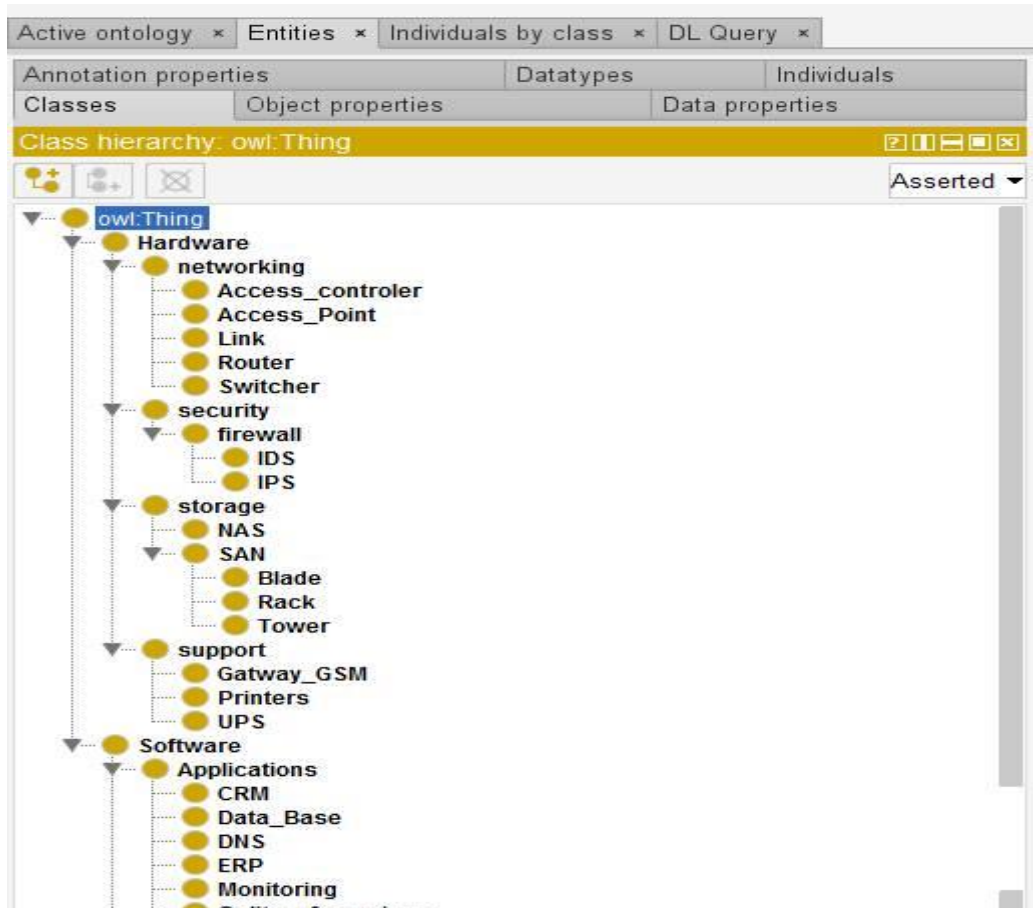 Active ontology × Entities × Individuals by class × DL Query ×
Annotation properties Datatypes Individuals
Classes Object properties Data properties
Class hierarchy: owl:Thing
Asserted
owl:Thing
Hardware
networking
Access_controler
Access_Point
Link
Router
Switcher
security
firewall
IDS
IPS
storage
NAS
SAN
Blade
Rack
Tower
support
Gatway_GSM
Printers
UPS
Software
Applications
CRM
Data_Base
DNS
ERP
Monitoring